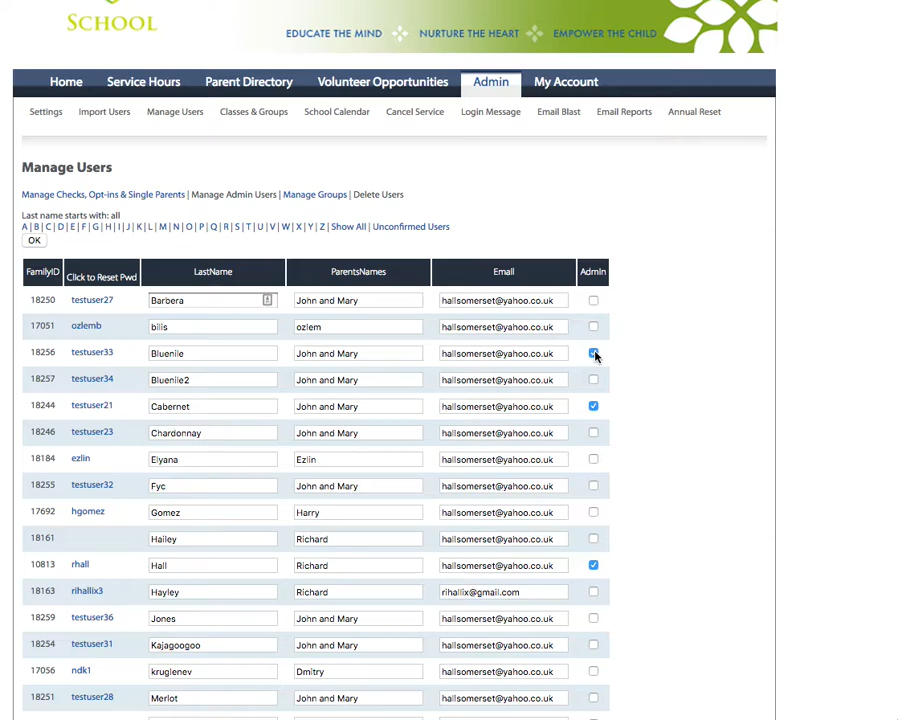 SCHOOL
EDUCATE THE MIND NURTURE THE HEART EMPOWER THE CHILD
Home Service Hours Parent Directory Volunteer Opportunities Admin My Account
Settings Import Users Manage Users Classes & Groups School Calendar Cancel Service Login Message Email Blast Email Reports Annual Reset
Manage Users
Manage Checks, Opt-ins & Single Parents | Manage Admin Users | Manage Groups | Delete Users
Last name starts with: all
A | B | C | D | E | F | G | H | I | J | K | L | M | N | O | P | Q | R | S | T | U | V | W | X | Y | Z | Show All | Unconfirmed Users
OK
FamilyID Click to Reset Pwd LastName ParentsNames Email Admin
18250 testuser27 Barbera John and Mary hallsomerset@yahoo.co.uk
17051 ozlemb bilis ozlem hallsomerset@yahoo.co.uk
18256 testuser33 Bluenile John and Mary hallsomerset@yahoo.co.uk
18257 testuser34 Bluenile2 John and Mary hallsomerset@yahoo.co.uk
18244 testuser21 Cabernet John and Mary hallsomerset@yahoo.co.uk
18246 testuser23 Chardonnay John and Mary hallsomerset@yahoo.co.uk
18184 ezlin Elyana Ezlin hallsomerset@yahoo.co.uk
18255 testuser32 Fyc John and Mary hallsomerset@yahoo.co.uk
17692 hgomez Gomez Harry hallsomerset@yahoo.co.uk
18161 Hailey Richard hallsomerset@yahoo.co.uk
10813 rhall Hall Richard hallsomerset@yahoo.co.uk
18163 rihallix3 Hayley Richard rihallix@gmail.com
18259 testuser36 Jones John and Mary hallsomerset@yahoo.co.uk
18254 testuser31 Kajagoogoo John and Mary hallsomerset@yahoo.co.uk
17056 ndk1 kruglenev Dmitry hallsomerset@yahoo.co.uk
18251 testuser28 Merlot John and Mary hallsomerset@yahoo.co.uk